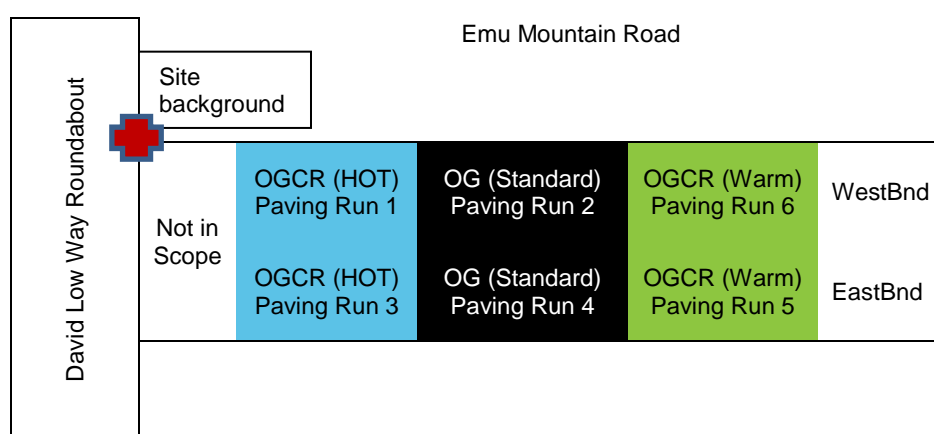 Emu Mountain Road
David Low Way Roundabout
Site
background
Not in
Scope
OGCR (HOT)
Paving Run 1
OG (Standard)
Paving Run 2
OGCR (Warm)
Paving Run 6
WestBnd
OGCR (HOT)
Paving Run 3
OG (Standard)
Paving Run 4
OGCR (Warm)
Paving Run 5
EastBnd